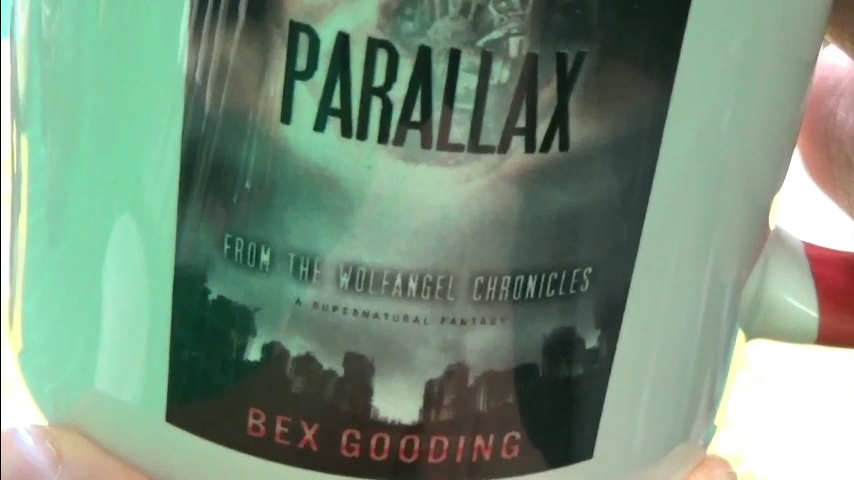 PARALLAX
FROM THE WOLFANGEL CHRONICLES
A SUPERNATURAL FANTASY
BEX GOODING